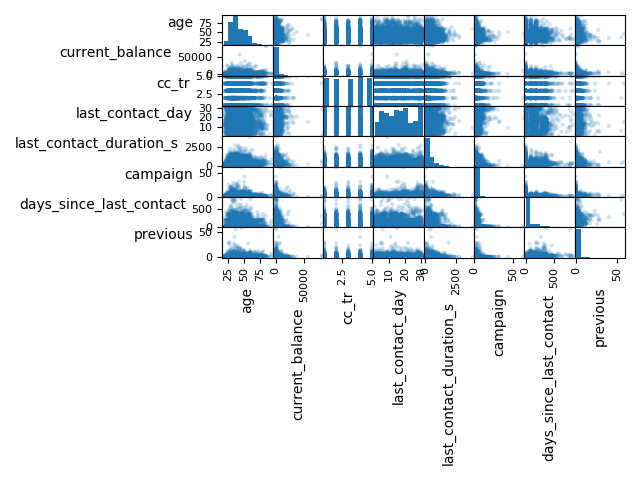 age
75
50
25
current_balance
50000
0
cc_tr
5.0
2.5
last_contact_day
30
20
10
last_contact_duration_s
2500
0
campaign
50
0
days_since_last_contact
500
0
previous
50
0
25
50
75
0
50000
2.5
5.0
10
20
30
0
2500
0
50
0
500
0
50
age
current_balance
cc_tr
last_contact_day
last_contact_duration_s
campaign
days_since_last_contact
previous